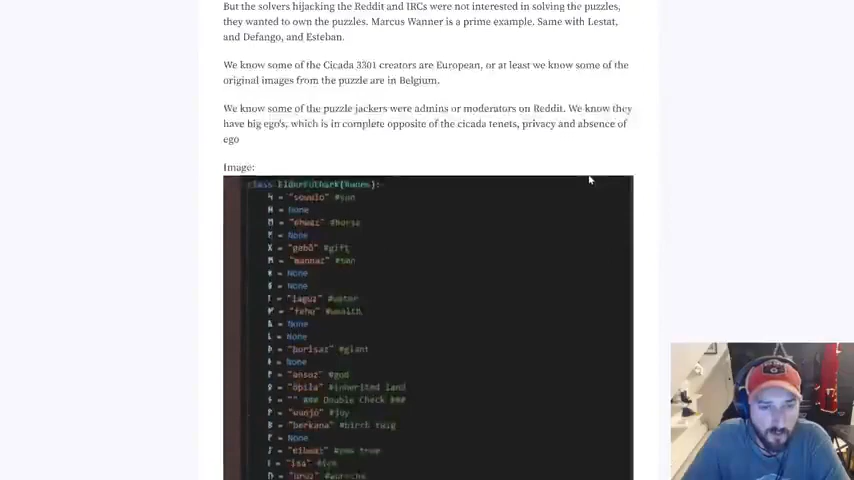 But the solvers hijacking the Reddit and IRCs were not interested in solving the puzzles,
they wanted to own the puzzles. Marcus Wanner is a prime example. Same with Lestat,
and Defango, and Esteban.
We know some of the Cicada 3301 creators are European, or at least we know some of the
original images from the puzzle are in Belgium.
We know some of the puzzle jackers were admins or moderators on Reddit. We know they
have big ego's, which is in complete opposite of the cicada tenets, privacy and absence of
ego
Image:
class ElderFuthark(Runes):
= "sowulo" #sun
= None
= "ehwaz" #horse
= None
= "gebō" #gift
= "mannaz" #man
= None
= None
= "laguz" #water
= "fehu" #wealth
= None
= None
= "þurisaz" #giant
= None
= "ansuz" #god
= "oþila" #inherited land
= "" ### Double Check ###
= "wunjo" #joy
= "berkana" #birch twig
= None
= #yew tree
= "isa" #ice
= "uruz" #aurochs